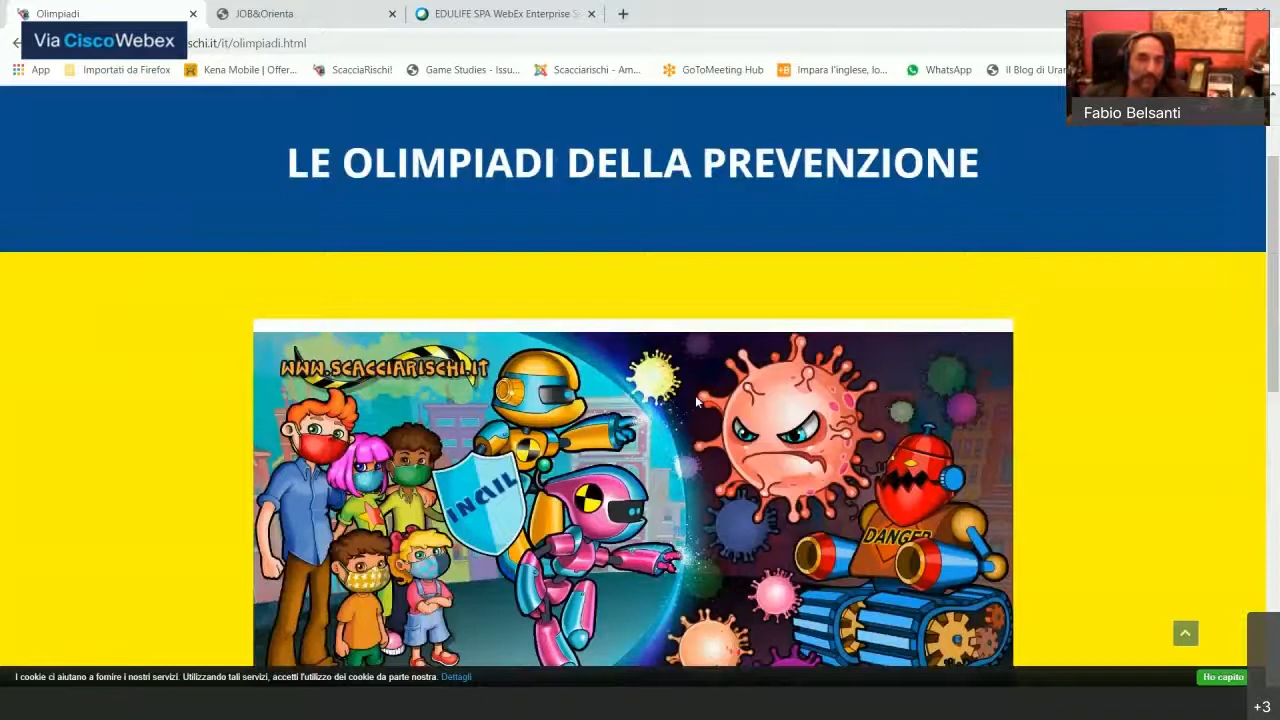 Olimpiadi
JOB&Orienta
EDULIFE SPA WebEx Enterprise S
Via CiscoWebex
schi.it/it/olimpiadi.html
App
Importati da Firefox
Kena Mobile | Offer...
ScacciaRischi!
Game Studies - Issu...
Scacciarischi - Am...
GoToMeeting Hub
Impara l'inglese, lo...
WhatsApp
Il Blog di Uran
Fabio Belsanti
LE OLIMPIADI DELLA PREVENZIONE
WWW.SCACCIARISCHI.IT
INAIL
DANGER
I cookie ci aiutano a fornire i nostri servizi. Utilizzando tali servizi, accetti l'utilizzo dei cookie da parte nostra. Dettagli
Ho capito
+3